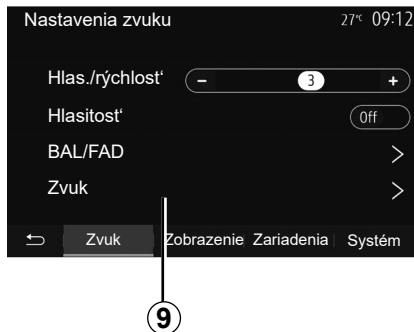 Nastavenia zvuku 27°C 09:12
Hlas./rýchlosť - 3 +
Hlasitosť Off
BAL/FAD >
Zvuk >
Zvuk Zobrazenie Zariadenia Systém
9